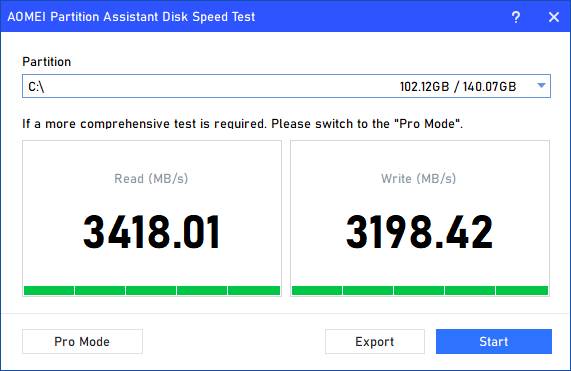 AOMEI Partition Assistant Disk Speed Test ?
Partition
C:\ 102.12GB / 140.07GB
If a more comprehensive test is required. Please switch to the "Pro Mode".
Read (MB/s) Write (MB/s)
3418.01 3198.42
Pro Mode Export Start